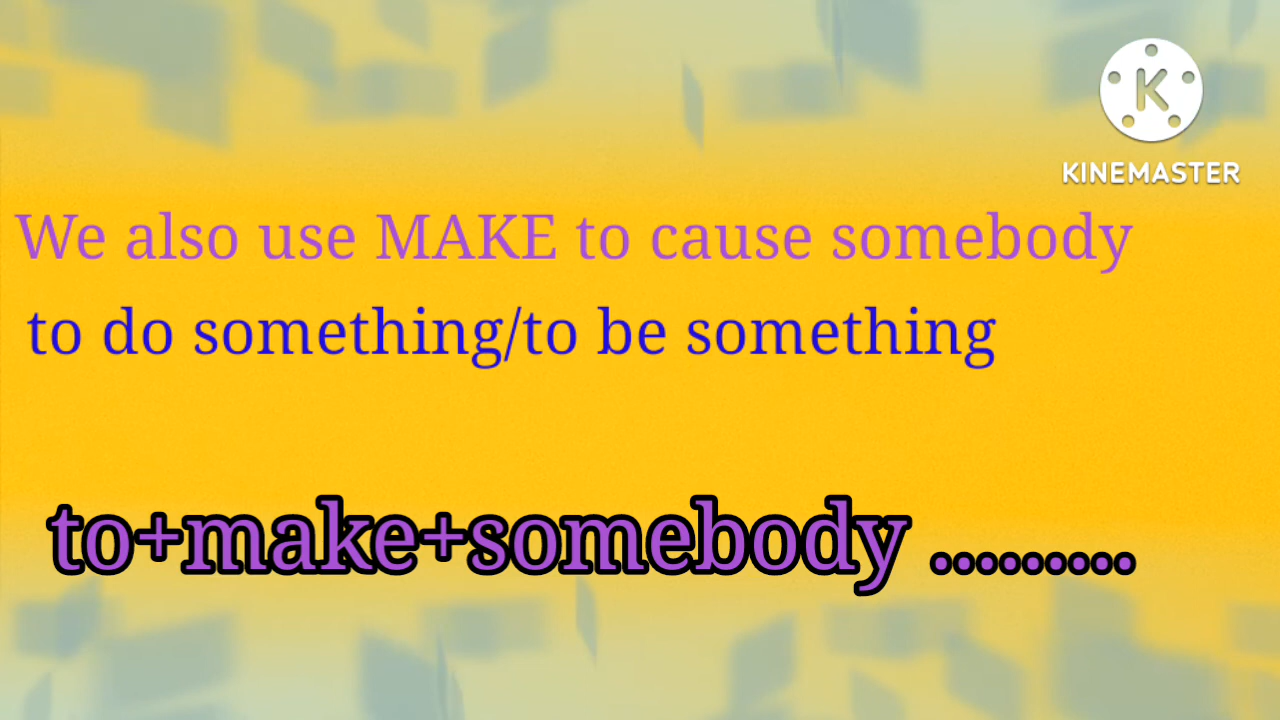 KINEMASTER
We also use MAKE to cause somebody
to do something/to be something
to+make+somebody .........